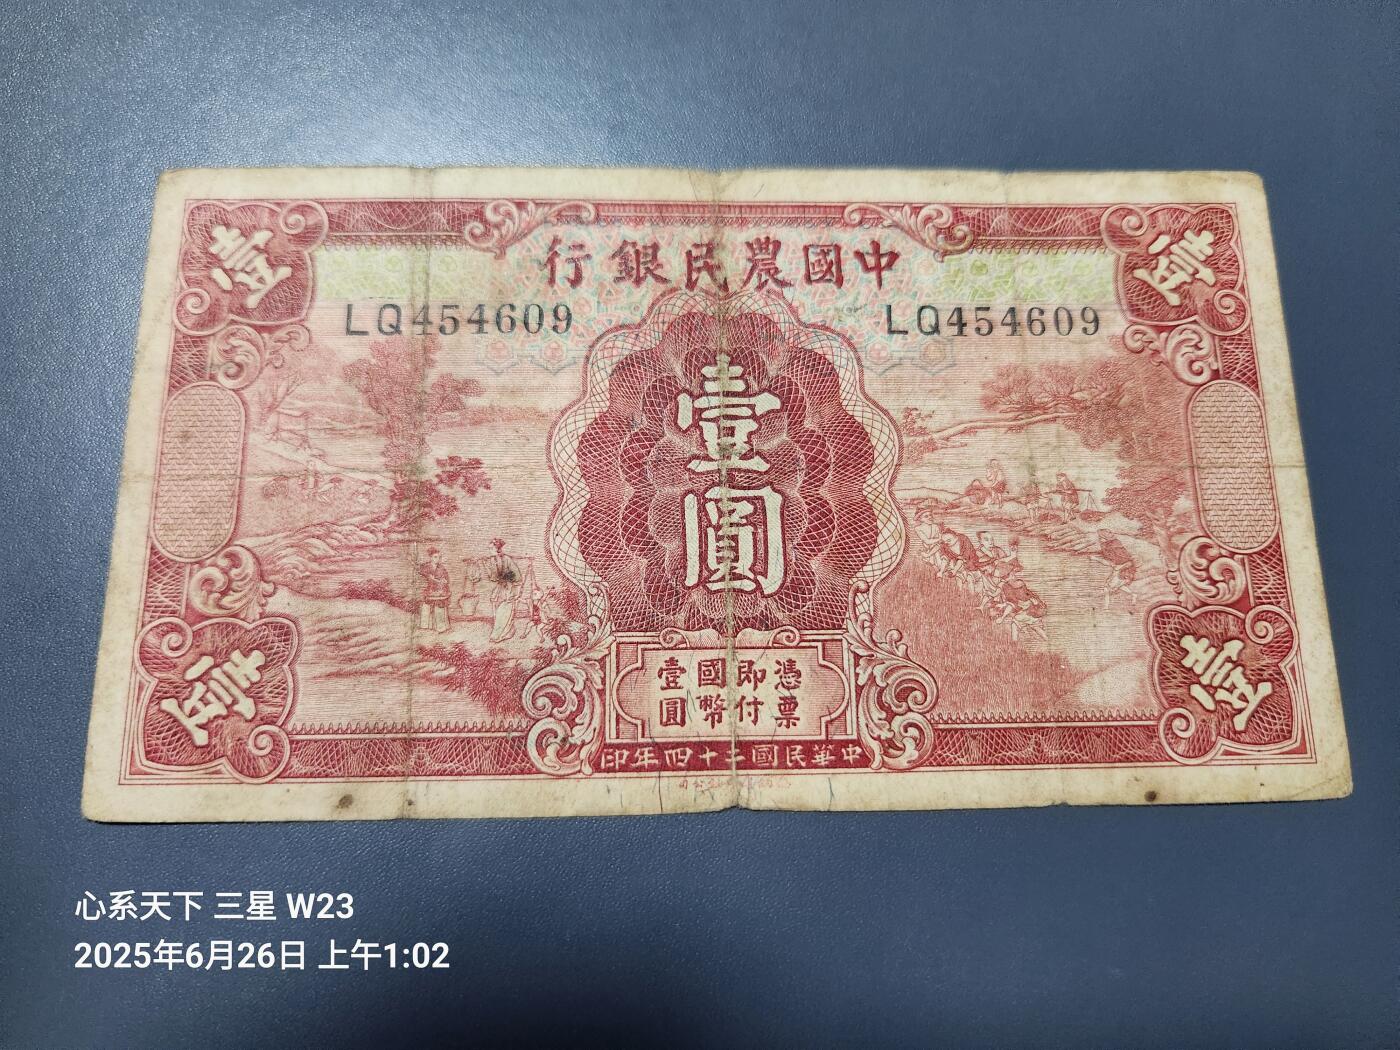 中國農民銀行
LQ454609 LQ454609
壹 壹
壹圓
憑票
即付
國幣
壹圓
壹 壹
中華民國二十四年印
心系天下 三星 W23
2025年6月26日 上午1:02